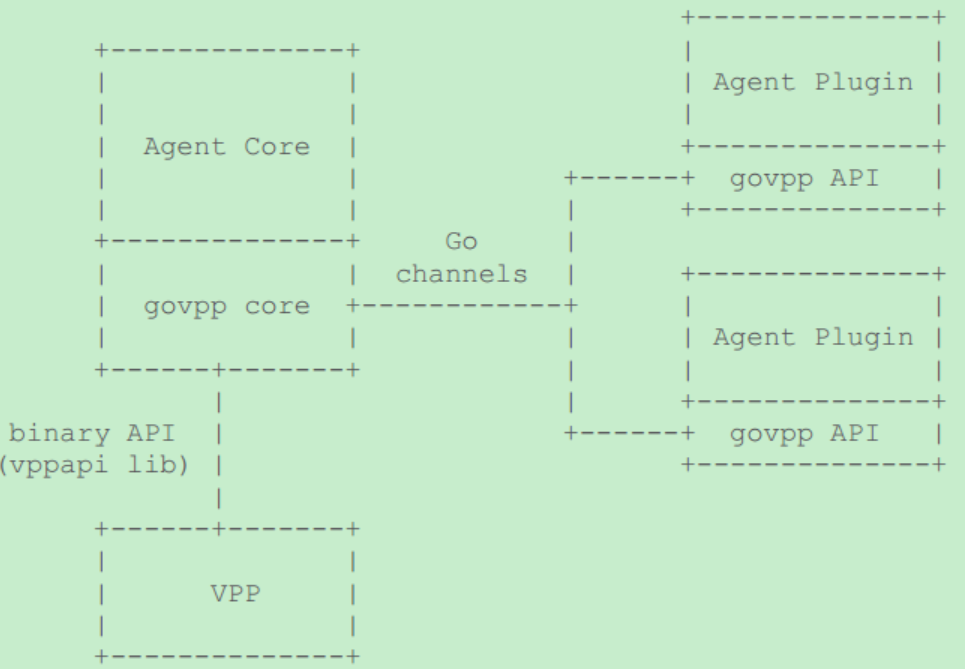 Agent Plugin
Agent Core
govpp API
Go
channels
govpp core
Agent Plugin
binary API
govpp API
(vppapi lib)
VPP